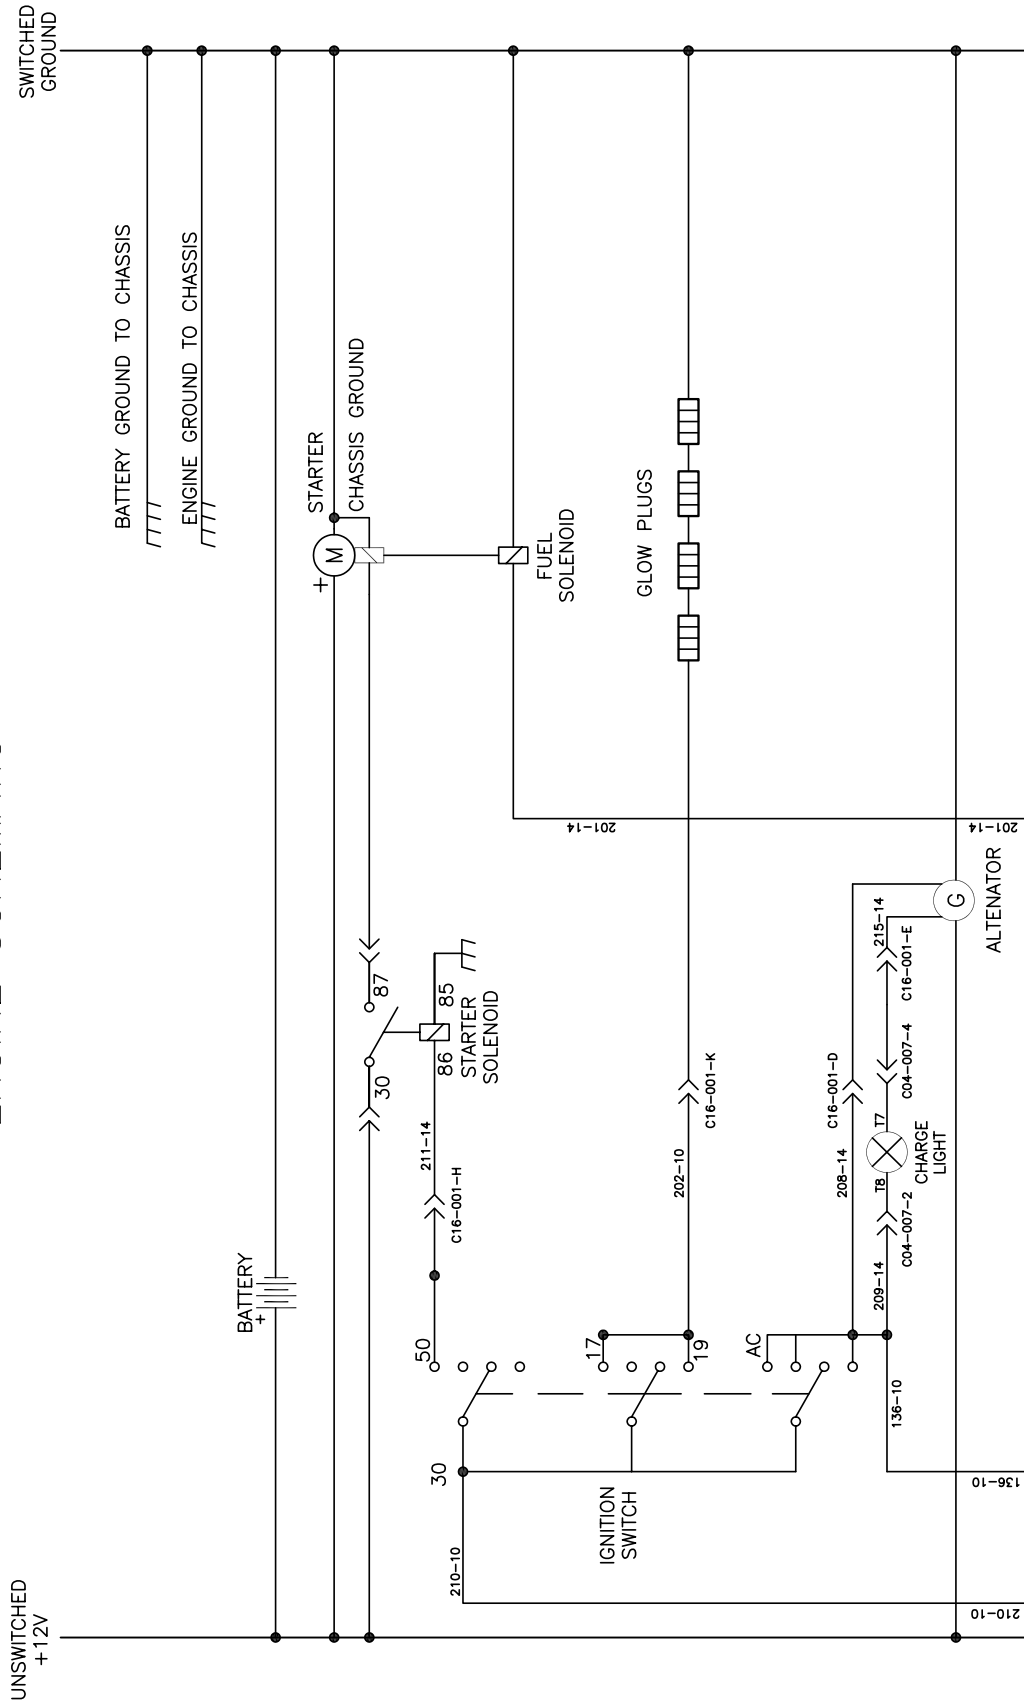 SWITCHED
GROUND
BATTERY GROUND TO CHASSIS
ENGINE GROUND TO CHASSIS
STARTER
CHASSIS GROUND
M
+
FUEL
SOLENOID
GLOW PLUGS
201-14
201-14
ALTENATOR
G
215-14
C16-001-E
C04-007-4
T7
CHARGE
LIGHT
T8
C04-007-2
209-14
C16-001-D
208-14
C16-001-K
202-10
87
30
85
86
STARTER
SOLENOID
211-14
C16-001-H
BATTERY
+
50
17
19
AC
30
136-10
136-10
IGNITION
SWITCH
210-10
210-10
UNSWITCHED
+12V